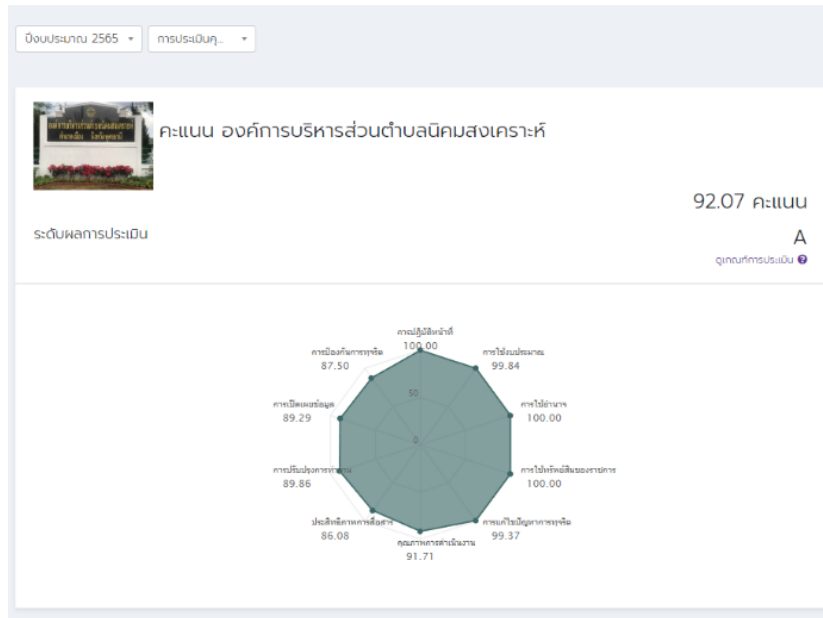 ปีงบประมาณ 2565
การประเมินคุ...
คะแนน องค์การบริหารส่วนตำบลนิคมสงเคราะห์
92.07 คะแนน
ระดับผลการประเมิน
A
ดูเกณฑ์การประเมิน
การปฏิบัติหน้าที่
100.00
การป้องกันการทุจริต
87.50
การใช้งบประมาณ
99.84
50
การเปิดเผยข้อมูล
89.29
การใช้อำนาจ
100.00
0
การปรับปรุงการทำงาน
89.86
การใช้ทรัพย์สินของราชการ
100.00
ประสิทธิภาพการสื่อสาร
86.08
การแก้ไขปัญหาการทุจริต
99.37
คุณภาพการดำเนินงาน
91.71